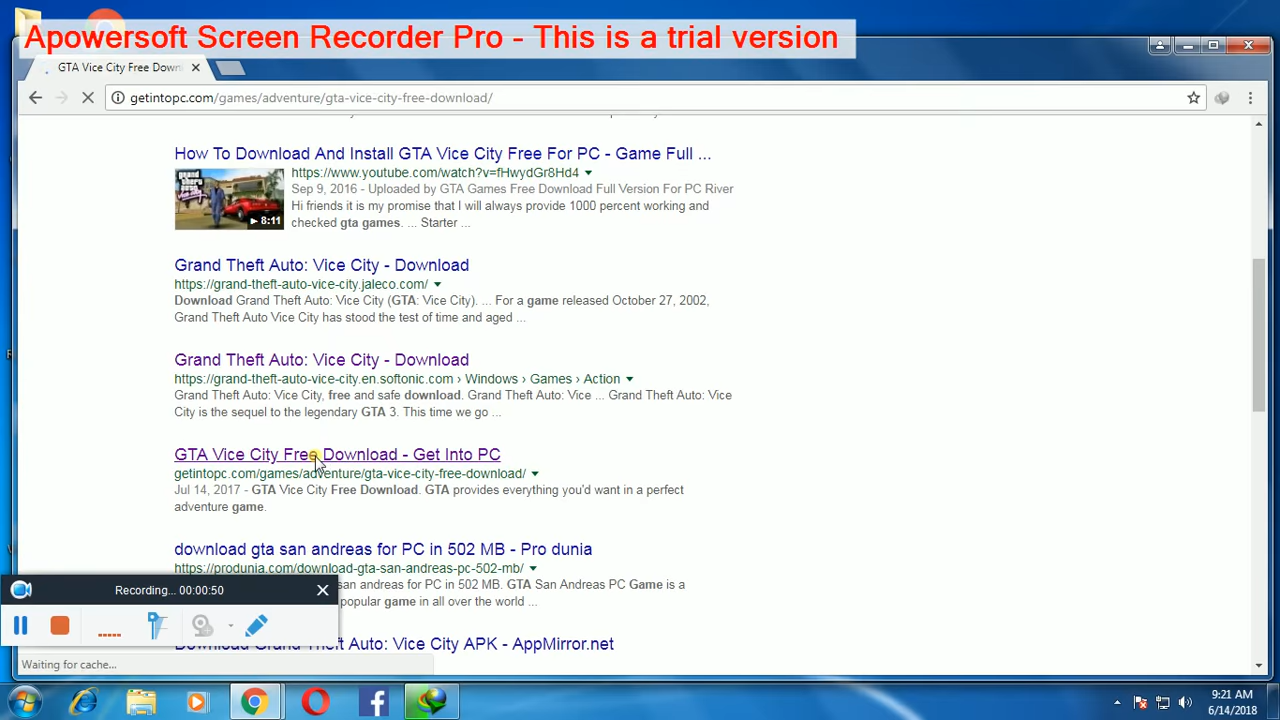 Apowersoft Screen Recorder Pro - This is a trial version
GTA Vice City Free Down
getintopc.com/games/adventure/gta-vice-city-free-download/
How To Download And Install GTA Vice City Free For PC - Game Full ...
https://www.youtube.com/watch?v=fHwydGr8Hd4
8:11
Sep 9, 2016 - Uploaded by GTA Games Free Download Full Version For PC River
Hi friends it is my promise that I will always provide 1000 percent working and
checked gta games. ... Starter ...
Grand Theft Auto: Vice City - Download
https://grand-theft-auto-vice-city.jaleco.com/
Download Grand Theft Auto: Vice City (GTA: Vice City). ... For a game released October 27, 2002,
Grand Theft Auto Vice City has stood the test of time and aged ...
Grand Theft Auto: Vice City - Download
https://grand-theft-auto-vice-city.en.softonic.com › Windows › Games › Action
Grand Theft Auto: Vice City, free and safe download. Grand Theft Auto: Vice ... Grand Theft Auto: Vice
City is the sequel to the legendary GTA 3. This time we go ...
GTA Vice City Free Download - Get Into PC
getintopc.com/games/adventure/gta-vice-city-free-download/
Jul 14, 2017 - GTA Vice City Free Download. GTA provides everything you'd want in a perfect
adventure game.
download gta san andreas for PC in 502 MB - Pro dunia
https://produnia.com/download-gta-san-andreas-pc-502-mb/
san andreas for PC in 502 MB. GTA San Andreas PC Game is a
popular game in all over the world ...
Download Grand Theft Auto: Vice City APK - AppMirror.net
Recording... 00:00:50
Waiting for cache...
9:21 AM
6/14/2018